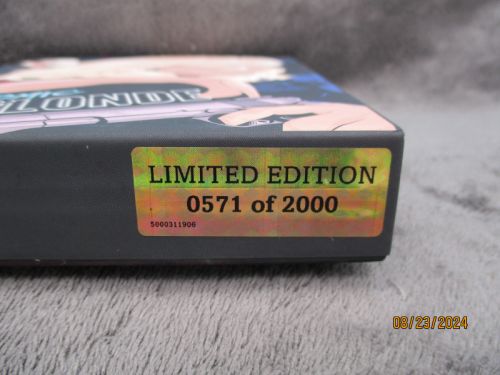 LIMITED EDITION
0571 of 2000
5000311906
08/23/2024